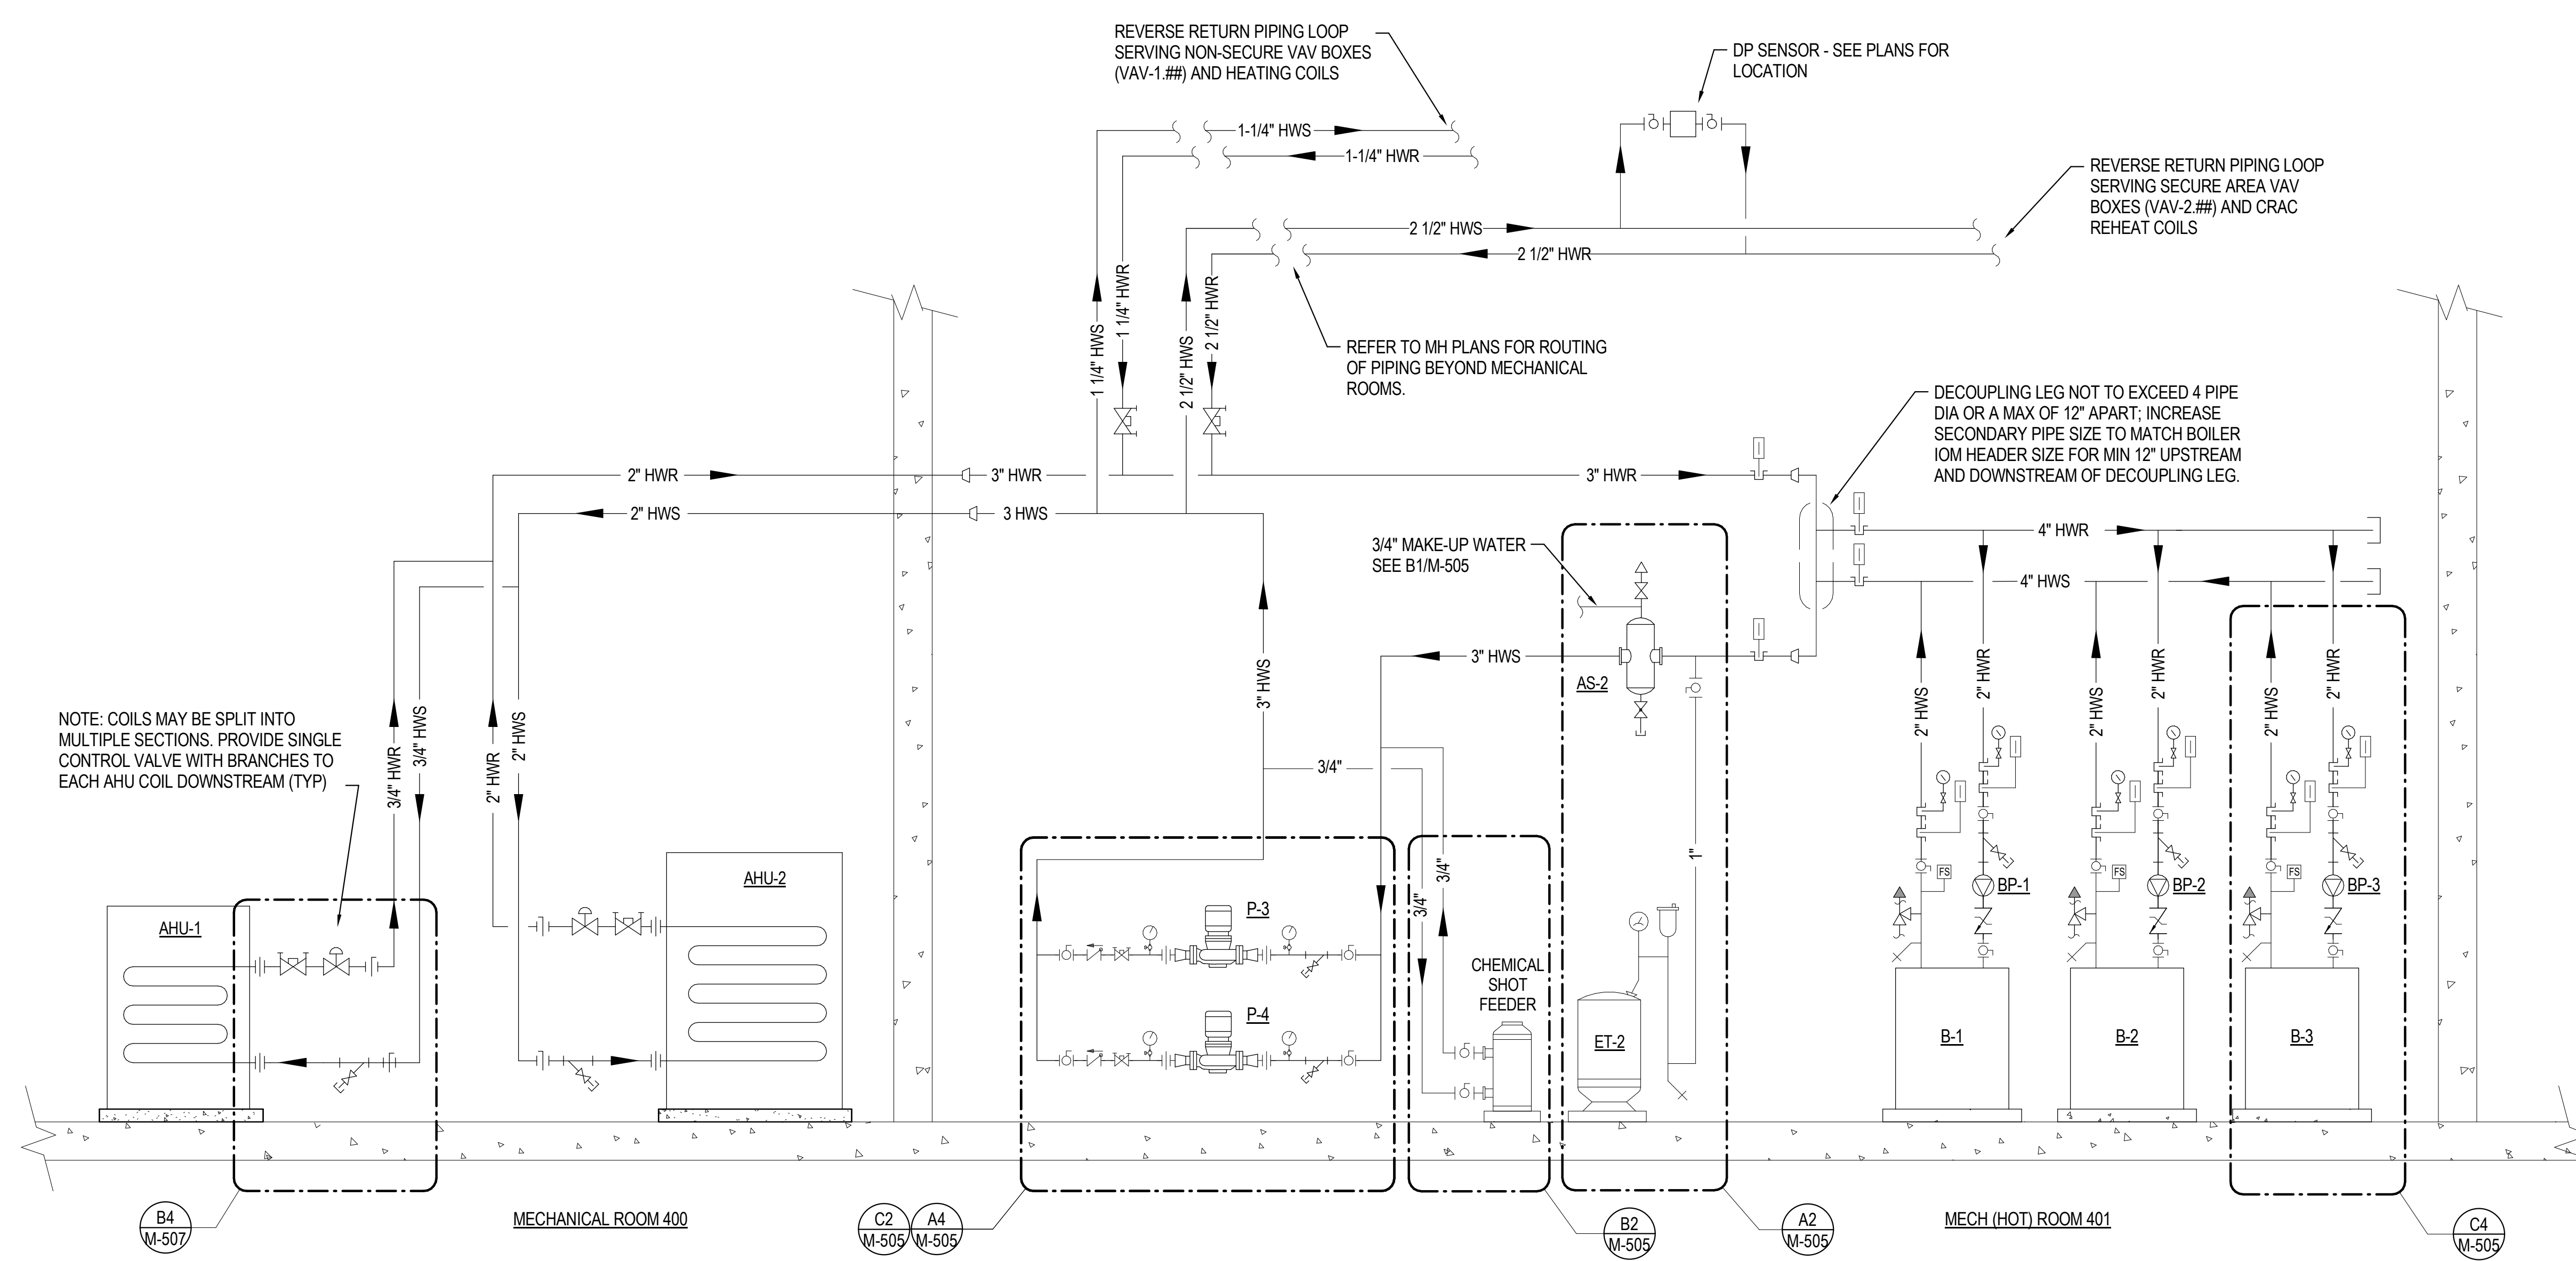 REVERSE RETURN PIPING LOOP
SERVING NON-SECURE VAV BOXES
(VAV-1.##) AND HEATING COILS
DP SENSOR - SEE PLANS FOR
LOCATION
1-1/4" HWS
1-1/4" HWR
REVERSE RETURN PIPING LOOP
SERVING SECURE AREA VAV
BOXES (VAV-2.##) AND CRAC
REHEAT COILS
2 1/2" HWS
2 1/2" HWR
1 1/4" HWS
1 1/4" HWR
2 1/2" HWS
2 1/2" HWR
REFER TO MH PLANS FOR ROUTING
OF PIPING BEYOND MECHANICAL
ROOMS.
DECOUPLING LEG NOT TO EXCEED 4 PIPE
DIA OR A MAX OF 12" APART; INCREASE
SECONDARY PIPE SIZE TO MATCH BOILER
IOM HEADER SIZE FOR MIN 12" UPSTREAM
AND DOWNSTREAM OF DECOUPLING LEG.
2" HWR
3" HWR
3" HWR
2" HWS
3 HWS
4" HWR
4" HWS
3/4" MAKE-UP WATER
SEE B1/M-505
3" HWS
3" HWS
AS-2
2" HWS
2" HWR
2" HWS
2" HWR
2" HWS
2" HWR
NOTE: COILS MAY BE SPLIT INTO
MULTIPLE SECTIONS. PROVIDE SINGLE
CONTROL VALVE WITH BRANCHES TO
EACH AHU COIL DOWNSTREAM (TYP)
3/4" HWR
3/4" HWS
2" HWR
2" HWS
3/4"
3/4"
3/4"
1"
FS
BP-1
FS
BP-2
FS
BP-3
AHU-1
AHU-2
P-3
P-4
CHEMICAL
SHOT
FEEDER
ET-2
B-1
B-2
B-3
B4
M-507
MECHANICAL ROOM 400
C2
M-505
A4
M-505
B2
M-505
A2
M-505
MECH (HOT) ROOM 401
C4
M-505